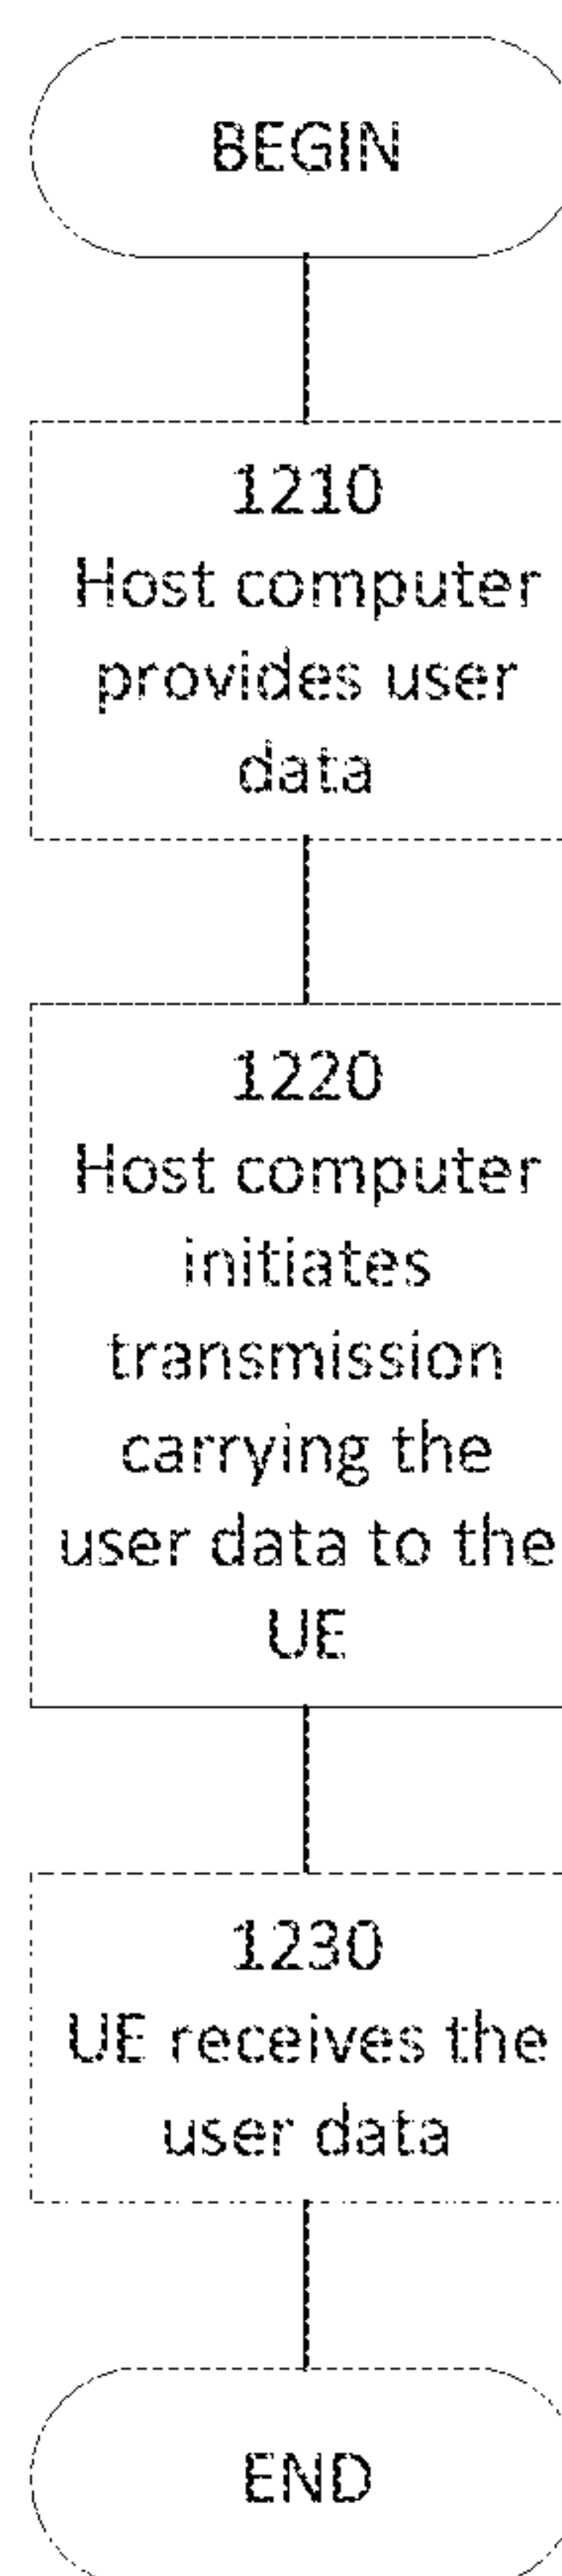 BEGIN
1210
Host computer
provides user
data
1220
Host computer
initiates
transmission
carrying the
user data to the
UE
1230
UE receives the
user data
END